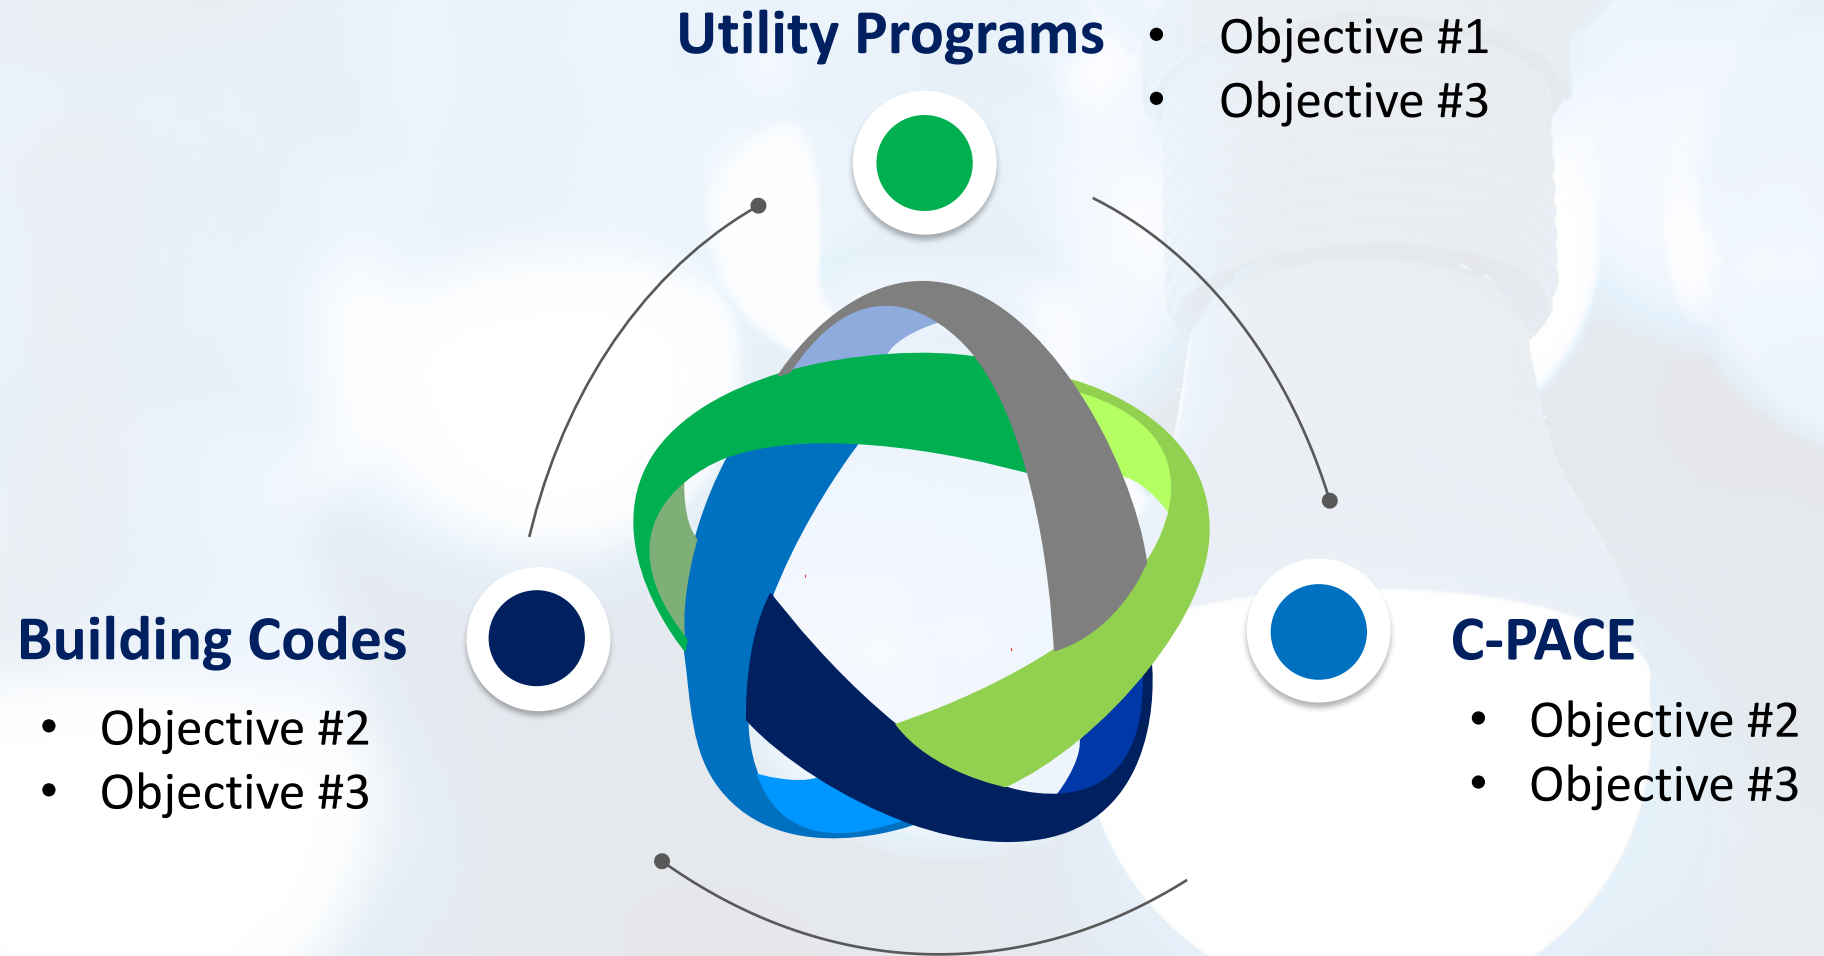 Utility Programs
• Objective #1
• Objective #3
Building Codes
• Objective #2
• Objective #3
C-PACE
• Objective #2
• Objective #3